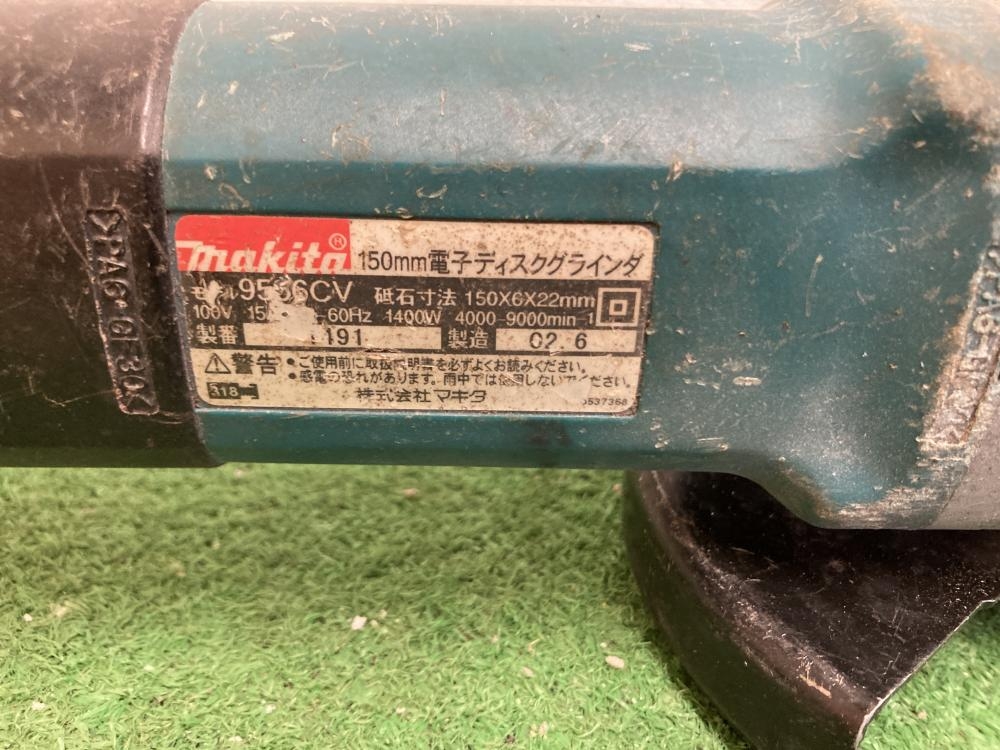 makita®
150mm電子ディスクグラインダ
砥石寸法 150X6X22mm
100V 60Hz 1400W 4000-9000min
製番 191 製造 02.6
警告 ・ご使用前に取扱説明書を必ずよくお読みください。
・感電の恐れがあります。雨中では使用しないでください。
株式会社マキタ
>PA6-GF30<